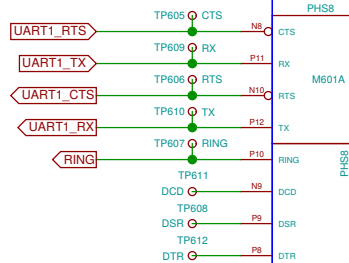 PHS8
TP605 CTS
UART1_RTS N8 CTS
TP609 RX
UART1_TX P11 RX
TP606 RTS M601A
UART1_CTS N10 RTS
TP610 TX
UART1_RX P12 TX
TP607 RING
RING P10 RING
PHS8
TP611
DCD N9 DCD
TP608
DSR P9 DSR
TP612
DTR P8 DTR